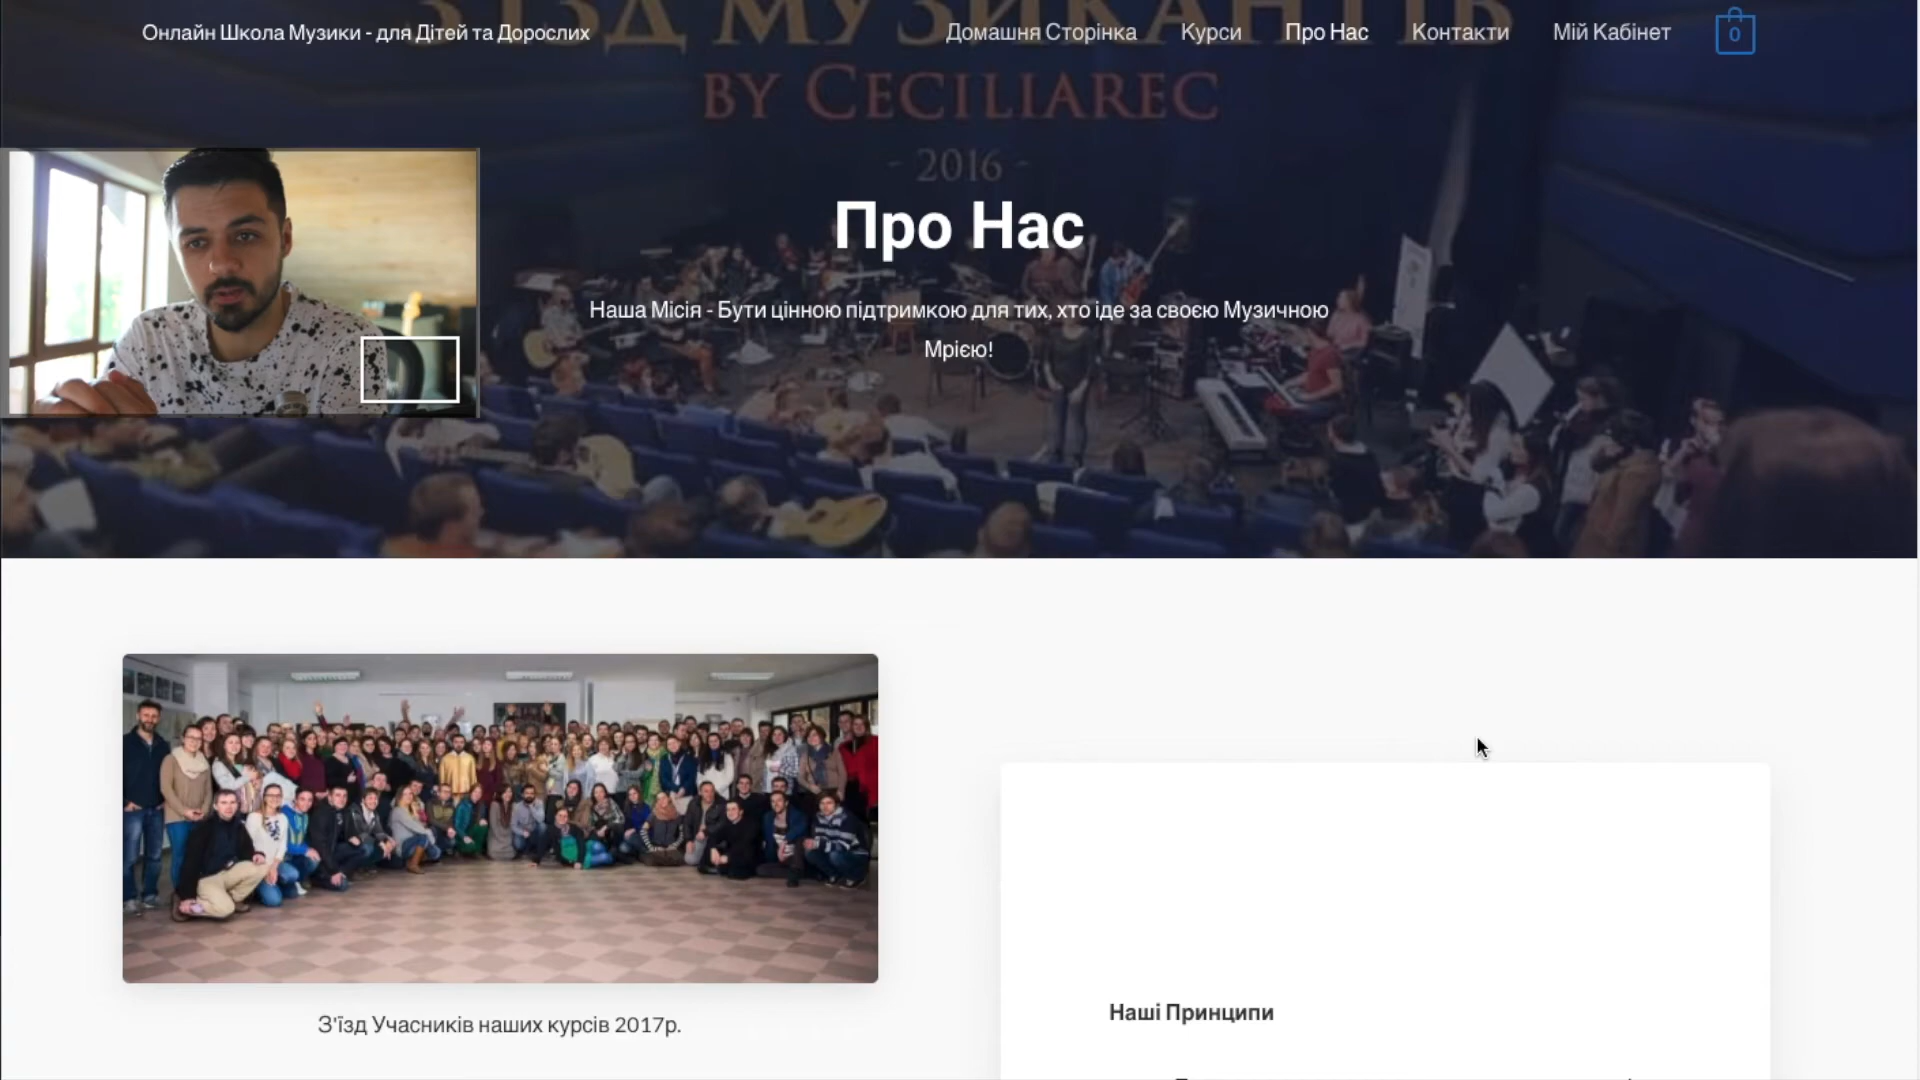 Онлайн Школа Музики - для Дітей та Дорослих
Домашня Сторінка
Курси
Про Нас
Контакти
Мій Кабінет
0
З'ЇЗД МУЗИКАНТІВ
BY CECILIAREC
- 2016 -
Про Нас
Наша Місія - Бути цінною підтримкою для тих, хто іде за своєю Музичною
Мрією!
З'їзд Учасників наших курсів 2017р.
Наші Принципи